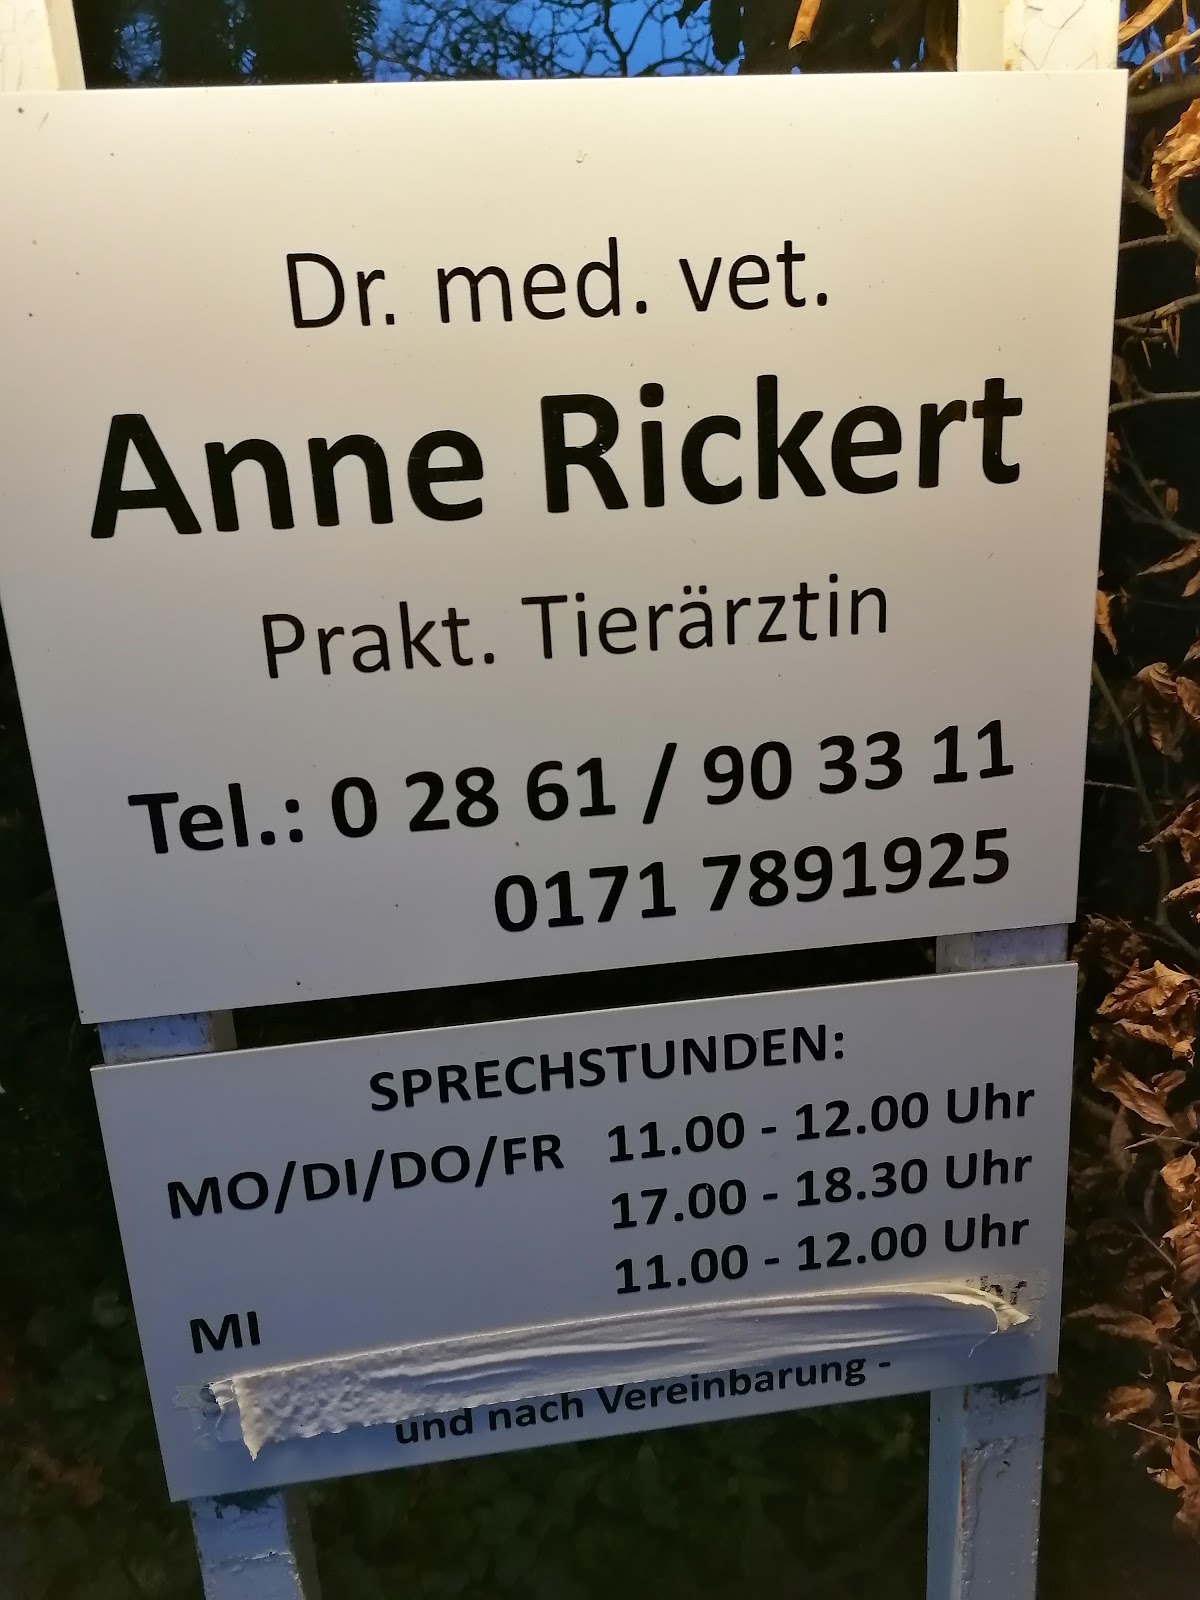 Dr. med. vet.
Anne Rickert
Prakt. Tierärztin
Tel.: 0 28 61 / 90 33 11
0171 7891925
SPRECHSTUNDEN:
MO/DI/DO/FR 11.00 - 12.00 Uhr
17.00 - 18.30 Uhr
MI 11.00 - 12.00 Uhr
und nach Vereinbarung -